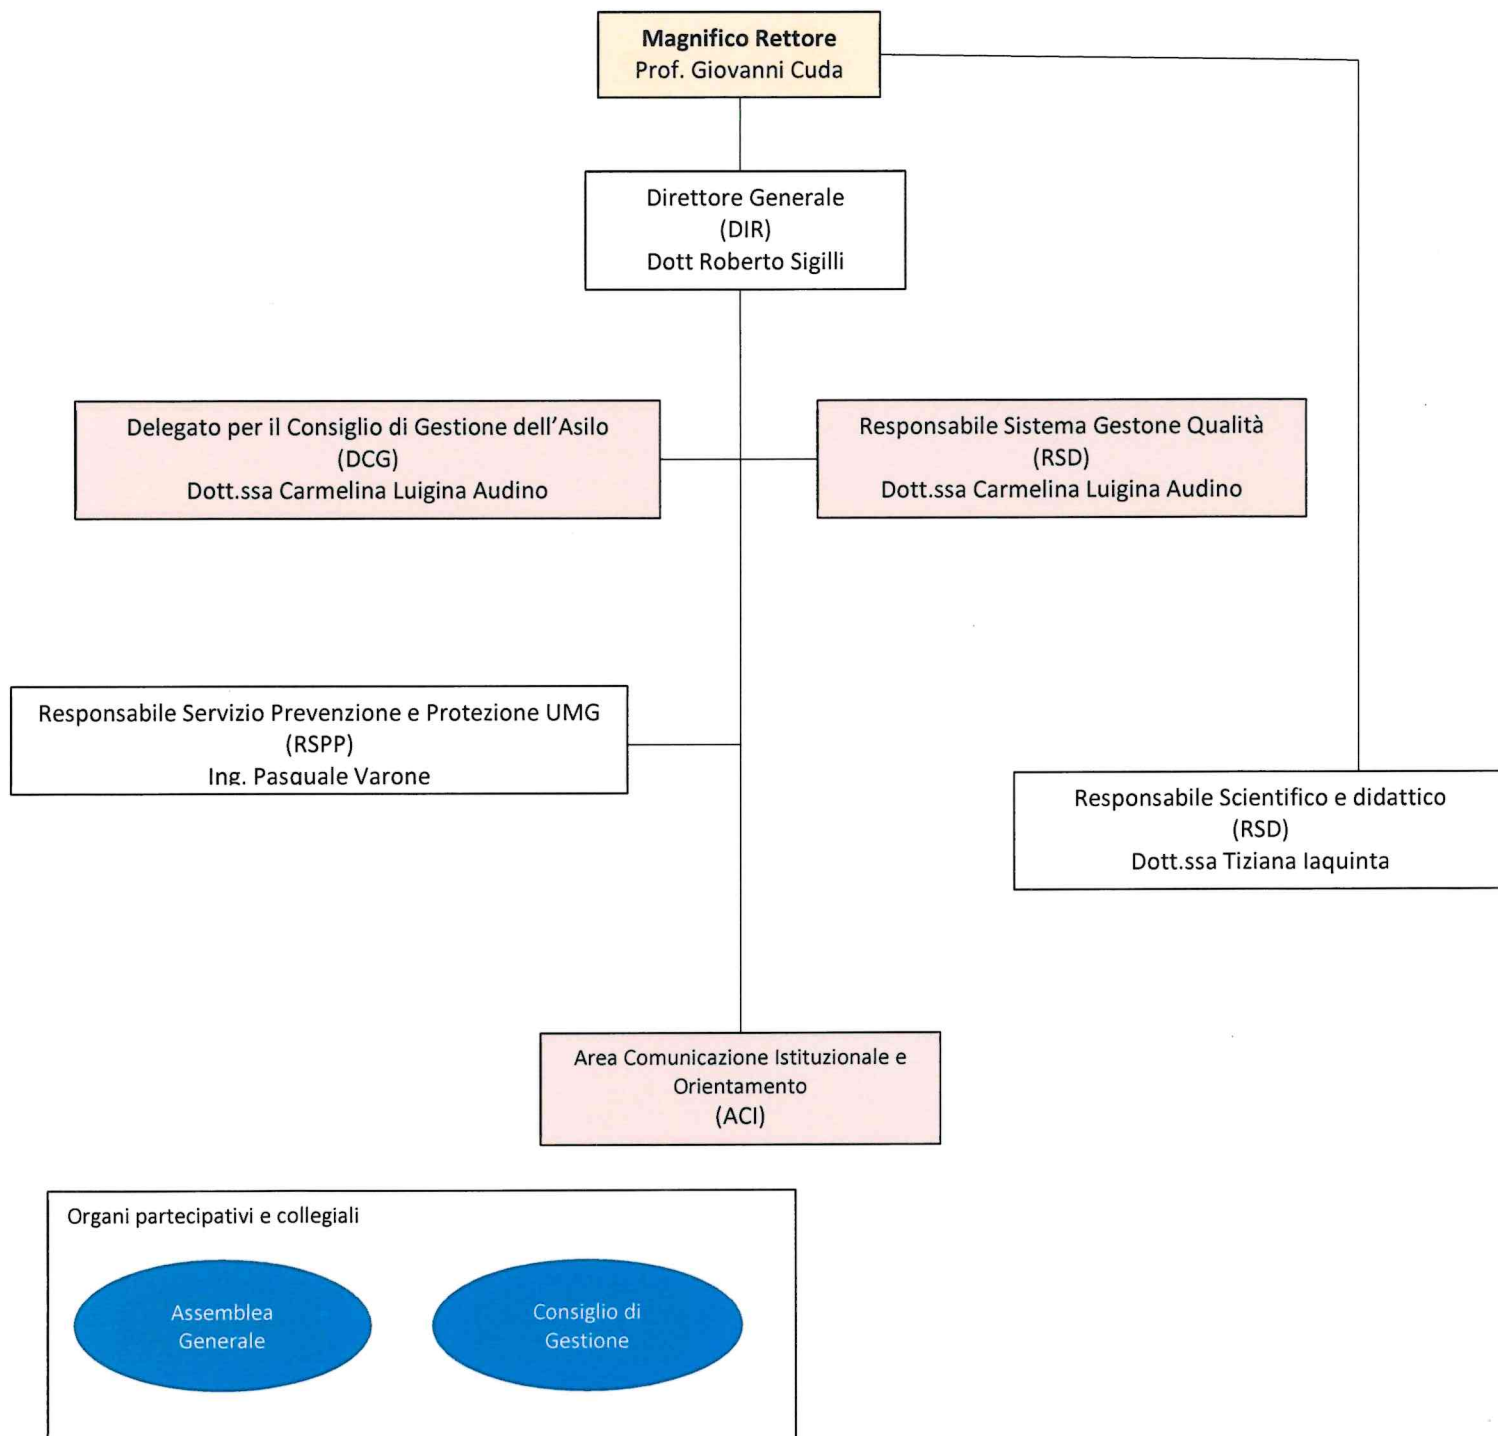 Magnifico Rettore
Prof. Giovanni Cuda
Direttore Generale
(DIR)
Dott Roberto Sigilli
Delegato per il Consiglio di Gestione dell’Asilo
(DCG)
Dott.ssa Carmelina Luigina Audino
Responsabile Sistema Gestone Qualità
(RSD)
Dott.ssa Carmelina Luigina Audino
Responsabile Servizio Prevenzione e Protezione UMG
(RSPP)
Ing. Pasquale Varone
Responsabile Scientifico e didattico
(RSD)
Dott.ssa Tiziana Iaquinta
Area Comunicazione Istituzionale e
Orientamento
(ACI)
Organi partecipativi e collegiali
Assemblea
Generale
Consiglio di
Gestione